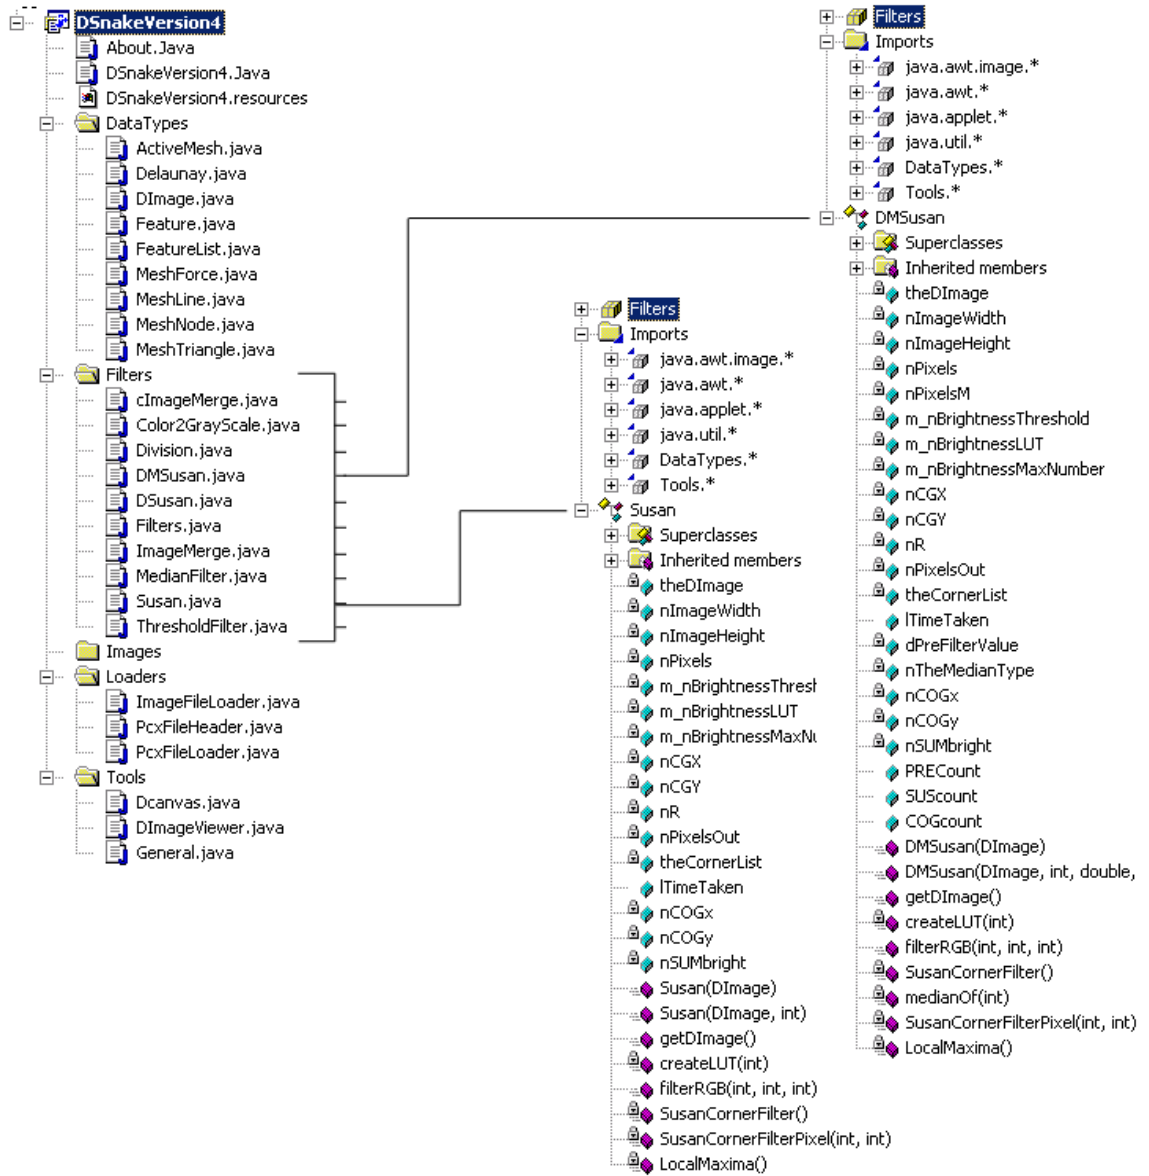 DSnakeVersion4
About.Java
DSnakeVersion4.Java
DSnakeVersion4.resources
DataTypes
ActiveMesh.java
Delaunay.java
DImage.java
Feature.java
FeatureList.java
MeshForce.java
MeshLine.java
MeshNode.java
MeshTriangle.java
Filters
cImageMerge.java
Color2GrayScale.java
Division.java
DMSusan.java
DSusan.java
Filters.java
ImageMerge.java
MedianFilter.java
Susan.java
ThresholdFilter.java
Images
Loaders
ImageFileLoader.java
PcxFileHeader.java
PcxFileLoader.java
Tools
Dcanvas.java
DImageViewer.java
General.java
Filters
Imports
java.awt.image.*
java.awt.*
java.applet.*
java.util.*
DataTypes.*
Tools.*
Susan
Superclasses
Inherited members
theDImage
nImageWidth
nImageHeight
nPixels
m_nBrightnessThresh
m_nBrightnessLUT
m_nBrightnessMaxNu
nCGX
nCGY
nR
nPixelsOut
theCornerList
lTimeTaken
nCOGx
nCOGy
nSUMbright
Susan(DImage)
Susan(DImage, int)
getDImage()
createLUT(int)
filterRGB(int, int, int)
SusanCornerFilter()
SusanCornerFilterPixel(int, int)
LocalMaxima()
Filters
Imports
java.awt.image.*
java.awt.*
java.applet.*
java.util.*
DataTypes.*
Tools.*
DMSusan
Superclasses
Inherited members
theDImage
nImageWidth
nImageHeight
nPixels
nPixelsM
m_nBrightnessThreshold
m_nBrightnessLUT
m_nBrightnessMaxNumber
nCGX
nCGY
nR
nPixelsOut
theCornerList
lTimeTaken
dPreFilterValue
nTheMedianType
nCOGx
nCOGy
nSUMbright
PRECount
SUScount
COGcount
DMSusan(DImage)
DMSusan(DImage, int, double,
getDImage()
createLUT(int)
filterRGB(int, int, int)
SusanCornerFilter()
medianOf(int)
SusanCornerFilterPixel(int, int)
LocalMaxima()